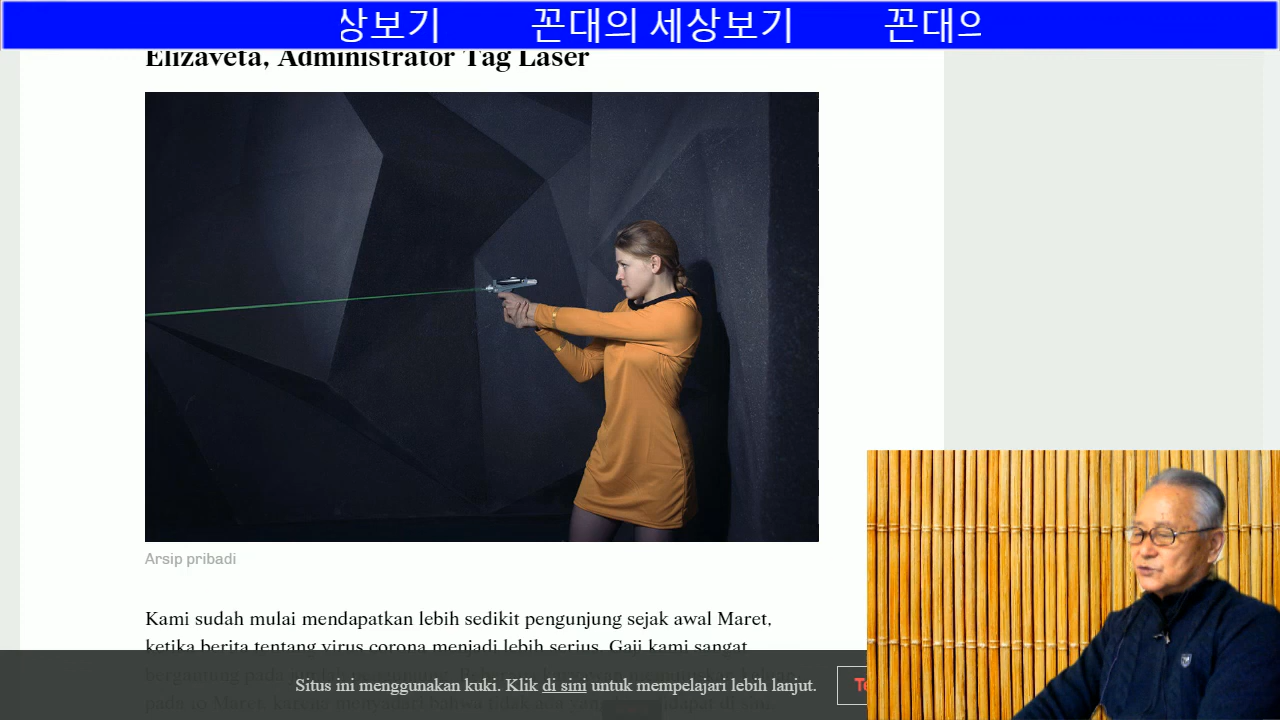 상보기 꼰대의 세상보기 꼰대으
Elizaveta, Administrator Tag Laser
Arsip pribadi
Kami sudah mulai mendapatkan lebih sedikit pengunjung sejak awal Maret,
ketika berita tentang virus corona menjadi lebih serius. Gaji kami sangat
Situs ini menggunakan kuki. Klik di sini untuk mempelajari lebih lanjut.